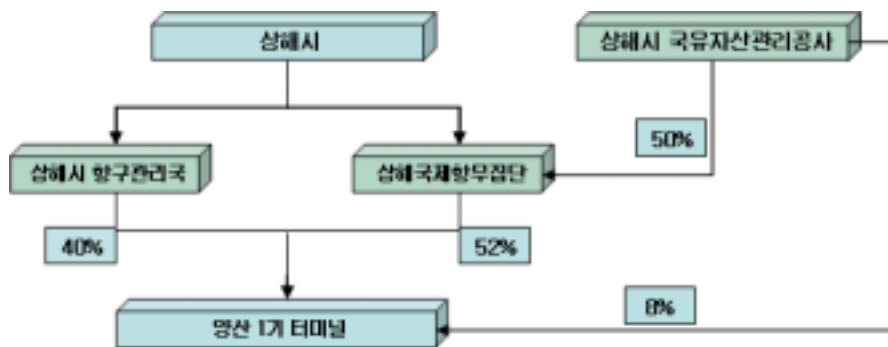 상해시
상해시 국유자산관리공사
50%
상해시 항구관리국
상해국제항무집단
40%
52%
8%
양산 1기 터미널